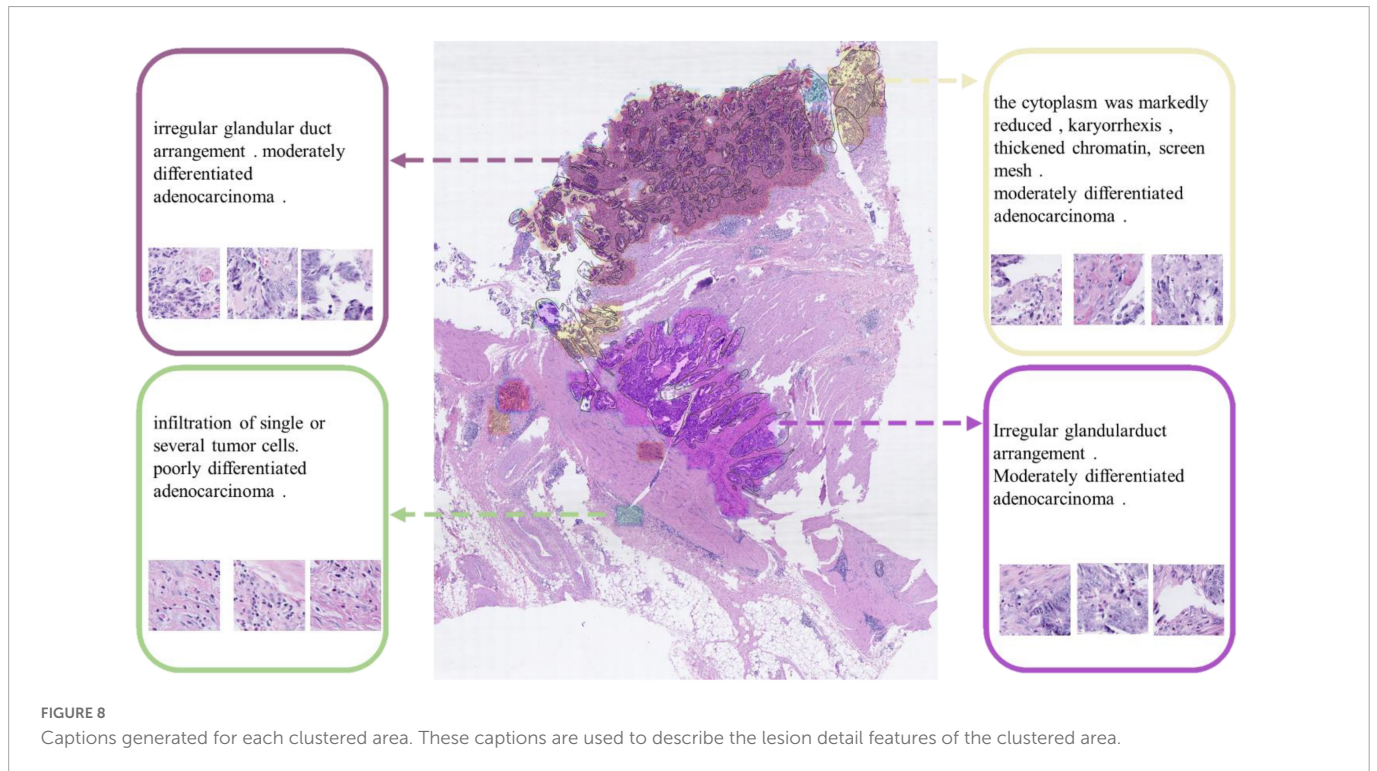 irregular glandular duct
arrangement . moderately
differentiated
adenocarcinoma .
the cytoplasm was markedly
reduced , karyorrhexis ,
thickened chromatin, screen
mesh .
moderately differentiated
adenocarcinoma .
infiltration of single or
several tumor cells.
poorly differentiated
adenocarcinoma .
Irregular glandularduct
arrangement .
Moderately differentiated
adenocarcinoma .
FIGURE 8
Captions generated for each clustered area. These captions are used to describe the lesion detail features of the clustered area.